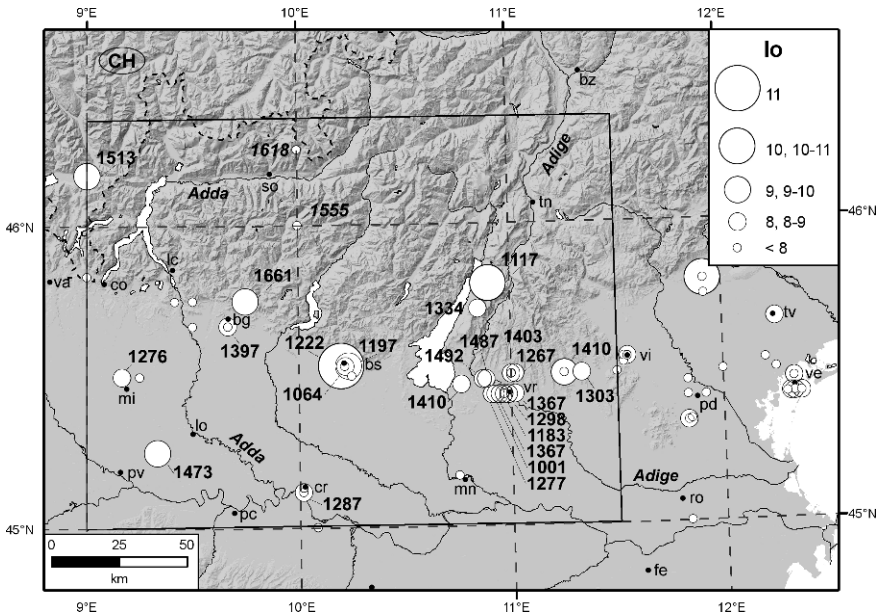 9°E 10°E 11°E 12°E
CH
Io
11
10, 10-11
9, 9-10
8, 8-9
< 8
bz
1618
1513
Adda
so
Adige
tn
46°N
46°N
1555
lc
va
co
1661
1117
bg
1334
tv
1397
1487
1403
1222
1197
1492
1267
1410
vi
1276
bs
ve
1064
1410
vr
1303
mi
1367
pd
1298
lo
1183
Adda
1367
1473
1001
pv
cr
mn
1277
Adige
1287
ro
pc
45°N
45°N
0 25 50
km
fe
9°E 10°E 11°E 12°E